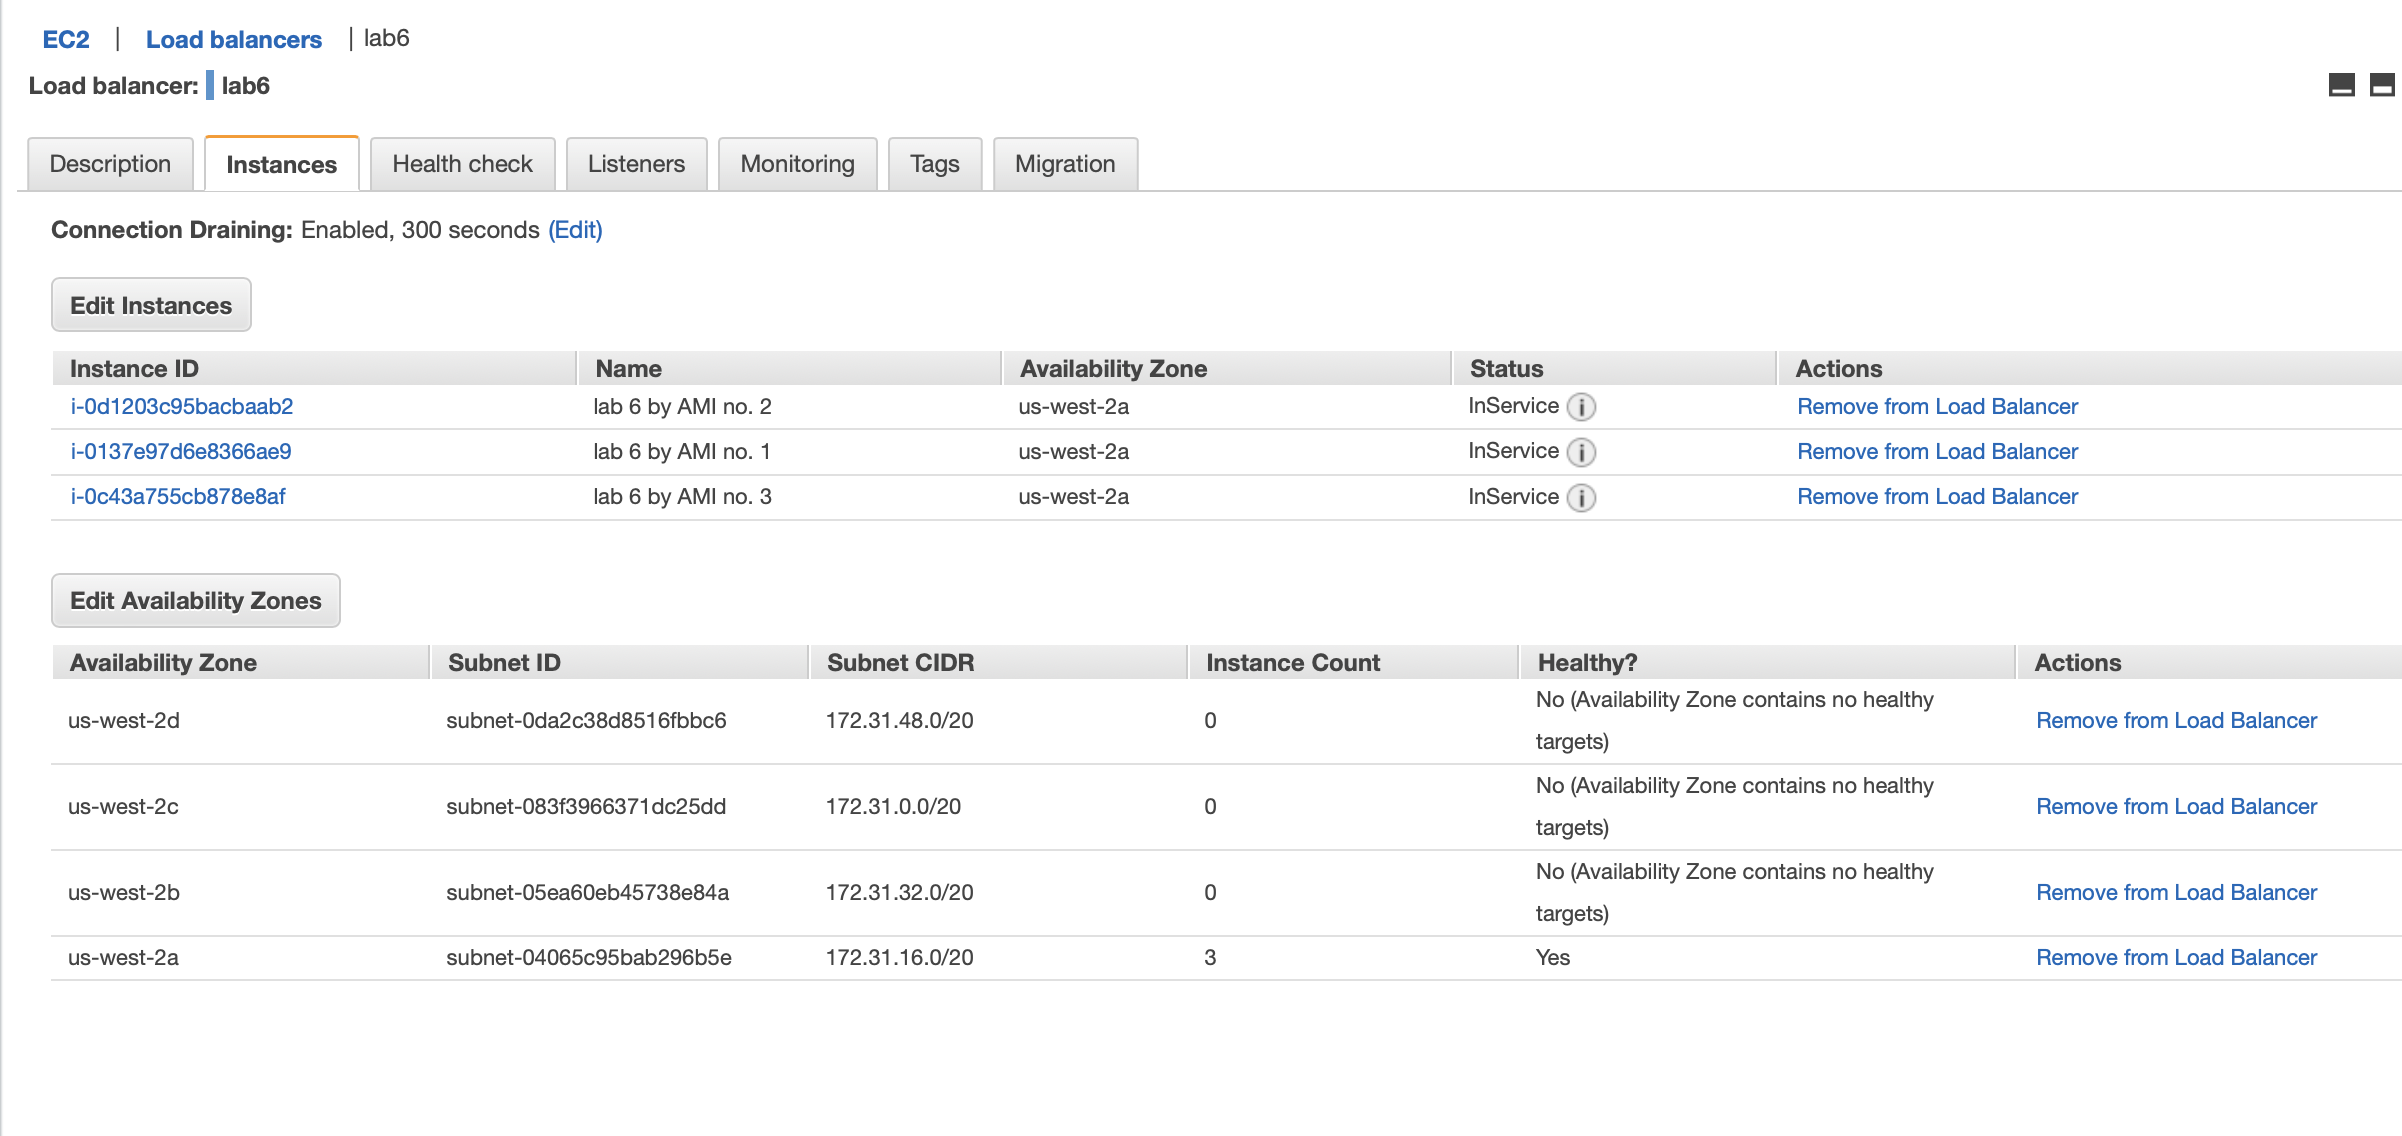 EC2 | Load balancers | lab6
Load balancer: lab6
Description Instances Health check Listeners Monitoring Tags Migration
Connection Draining: Enabled, 300 seconds (Edit)
Edit Instances
Instance ID Name Availability Zone Status Actions
i-0d1203c95bacbaab2 lab 6 by AMI no. 2 us-west-2a InService i Remove from Load Balancer
i-0137e97d6e8366ae9 lab 6 by AMI no. 1 us-west-2a InService i Remove from Load Balancer
i-0c43a755cb878e8af lab 6 by AMI no. 3 us-west-2a InService i Remove from Load Balancer
Edit Availability Zones
Availability Zone Subnet ID Subnet CIDR Instance Count Healthy? Actions
us-west-2d subnet-0da2c38d8516fbbc6 172.31.48.0/20 0 No (Availability Zone contains no healthy
targets) Remove from Load Balancer
us-west-2c subnet-083f3966371dc25dd 172.31.0.0/20 0 No (Availability Zone contains no healthy
targets) Remove from Load Balancer
us-west-2b subnet-05ea60eb45738e84a 172.31.32.0/20 0 No (Availability Zone contains no healthy
targets) Remove from Load Balancer
us-west-2a subnet-04065c95bab296b5e 172.31.16.0/20 3 Yes Remove from Load Balancer